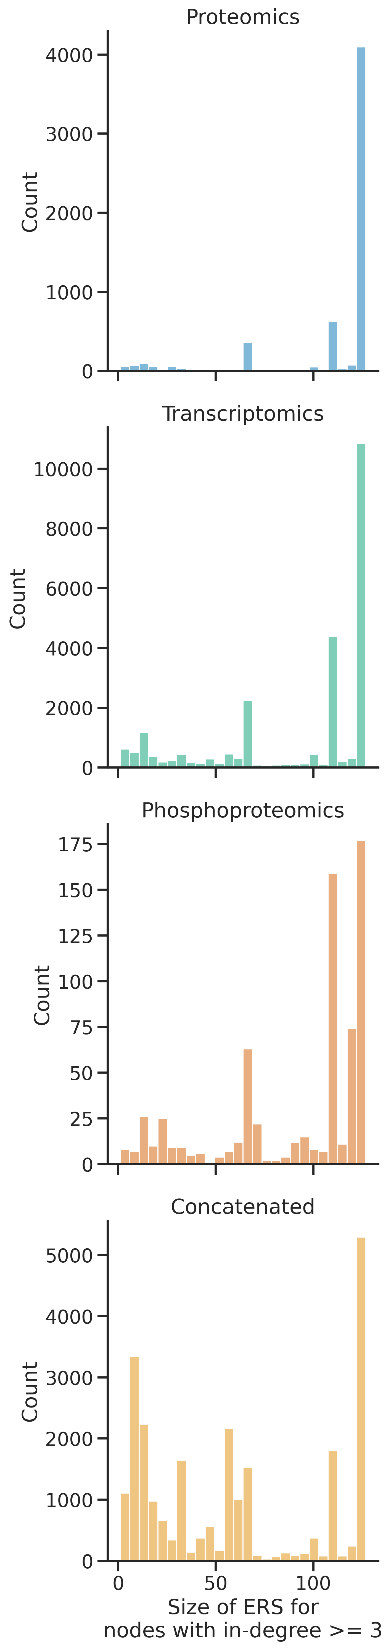 Proteomics
4000
3000
2000
1000
0
Count
Transcriptomics
10000
8000
6000
4000
2000
0
Count
Phosphoproteomics
175
150
125
100
75
50
25
0
Count
Concatenated
5000
4000
3000
2000
1000
0
Count
0 50 100
Size of ERS for
nodes with in-degree >= 3